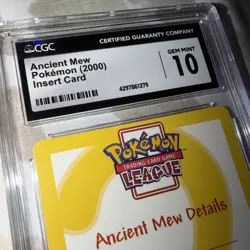 CGC
CERTIFIED GUARANTY COMPANY
Ancient Mew
Pokémon (2000)
Insert Card
GEM MINT
10
4297861279
POKéMON
TRADING CARD GAME
LEAGUE
Ancient Mew Details